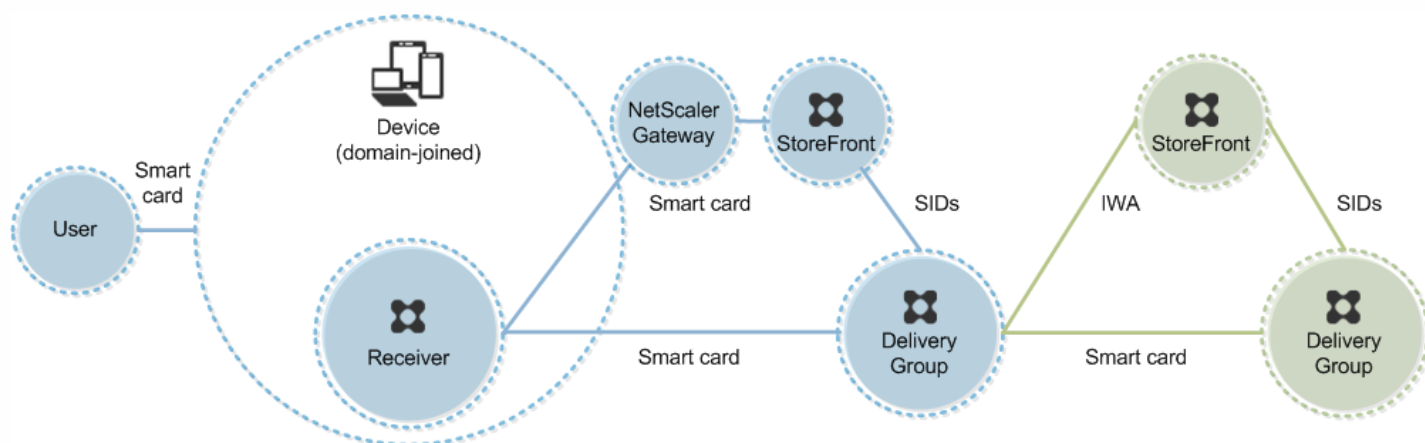 User
Smart
card
Device
(domain-joined)
Receiver
NetScaler
Gateway
StoreFront
Smart card
SIDs
Smart card
Delivery
Group
IWA
StoreFront
SIDs
Smart card
Delivery
Group